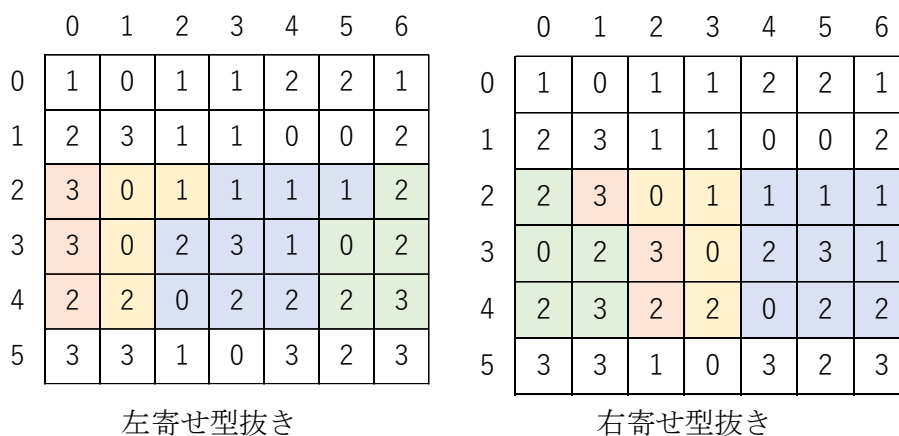 0 1 2 3 4 5 6 0 1 2 3 4 5 6
0 1 0 1 1 2 2 1 0 1 0 1 1 2 2 1
1 2 3 1 1 0 0 2 1 2 3 1 1 0 0 2
2 3 0 1 1 1 1 2 2 2 3 0 1 1 1 1
3 3 0 2 3 1 0 2 3 0 2 3 0 2 3 1
4 2 2 0 2 2 2 3 4 2 3 2 2 0 2 2
5 3 3 1 0 3 2 3 5 3 3 1 0 3 2 3
左寄せ型抜き 右寄せ型抜き